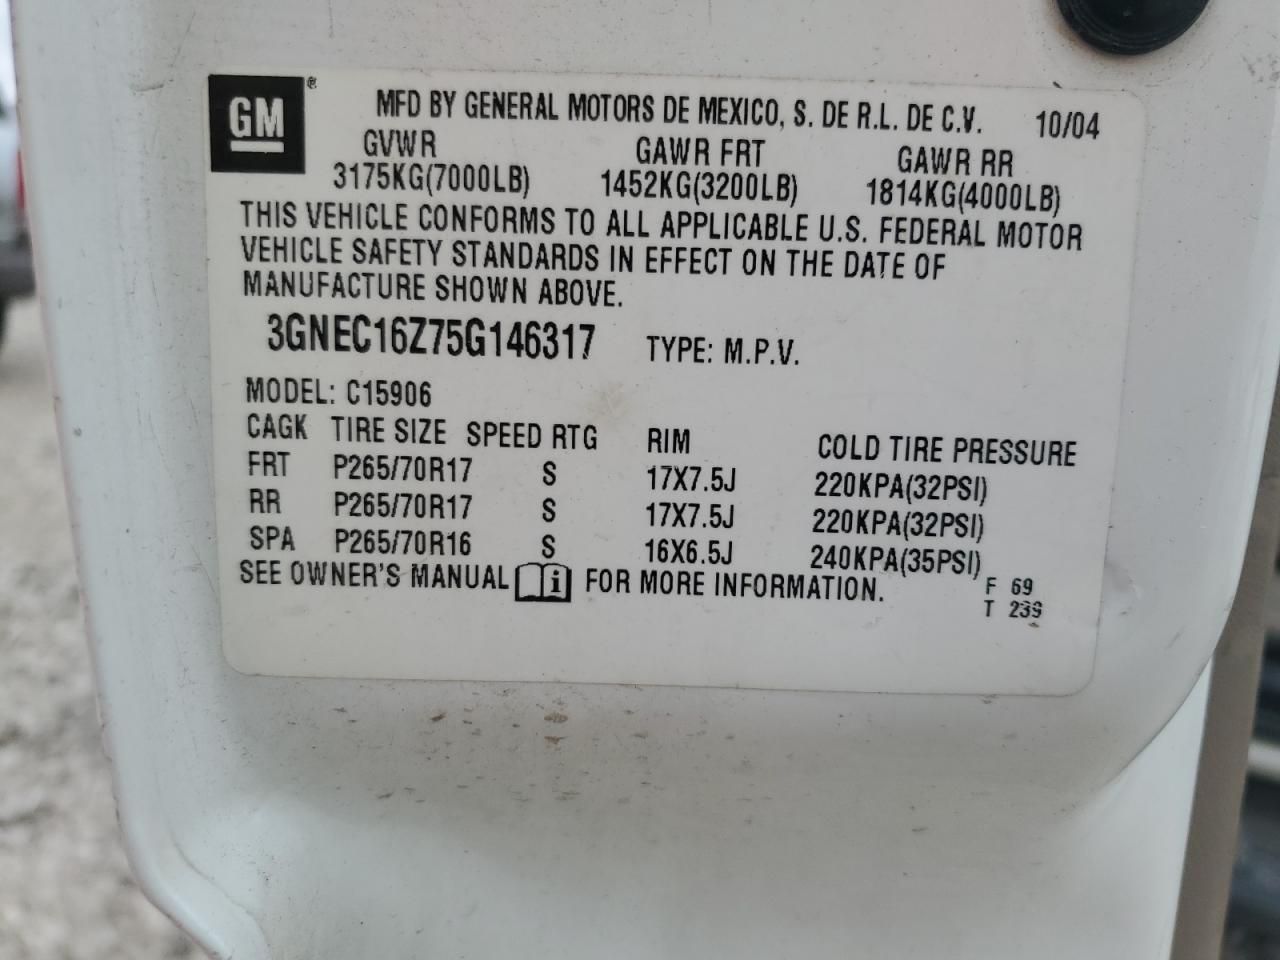 GM ® MFD BY GENERAL MOTORS DE MEXICO, S. DE R.L. DE C.V. 10/04
GVWR GAWR FRT GAWR RR
3175KG(7000LB) 1452KG(3200LB) 1814KG(4000LB)
THIS VEHICLE CONFORMS TO ALL APPLICABLE U.S. FEDERAL MOTOR
VEHICLE SAFETY STANDARDS IN EFFECT ON THE DATE OF
MANUFACTURE SHOWN ABOVE.
3GNEC16Z75G146317 TYPE: M.P.V.
MODEL: C15906
CAGK TIRE SIZE SPEED RTG RIM COLD TIRE PRESSURE
FRT P265/70R17 S 17X7.5J 220KPA(32PSI)
RR P265/70R17 S 17X7.5J 220KPA(32PSI)
SPA P265/70R16 S 16X6.5J 240KPA(35PSI)
SEE OWNER'S MANUAL i FOR MORE INFORMATION.
F 69
T